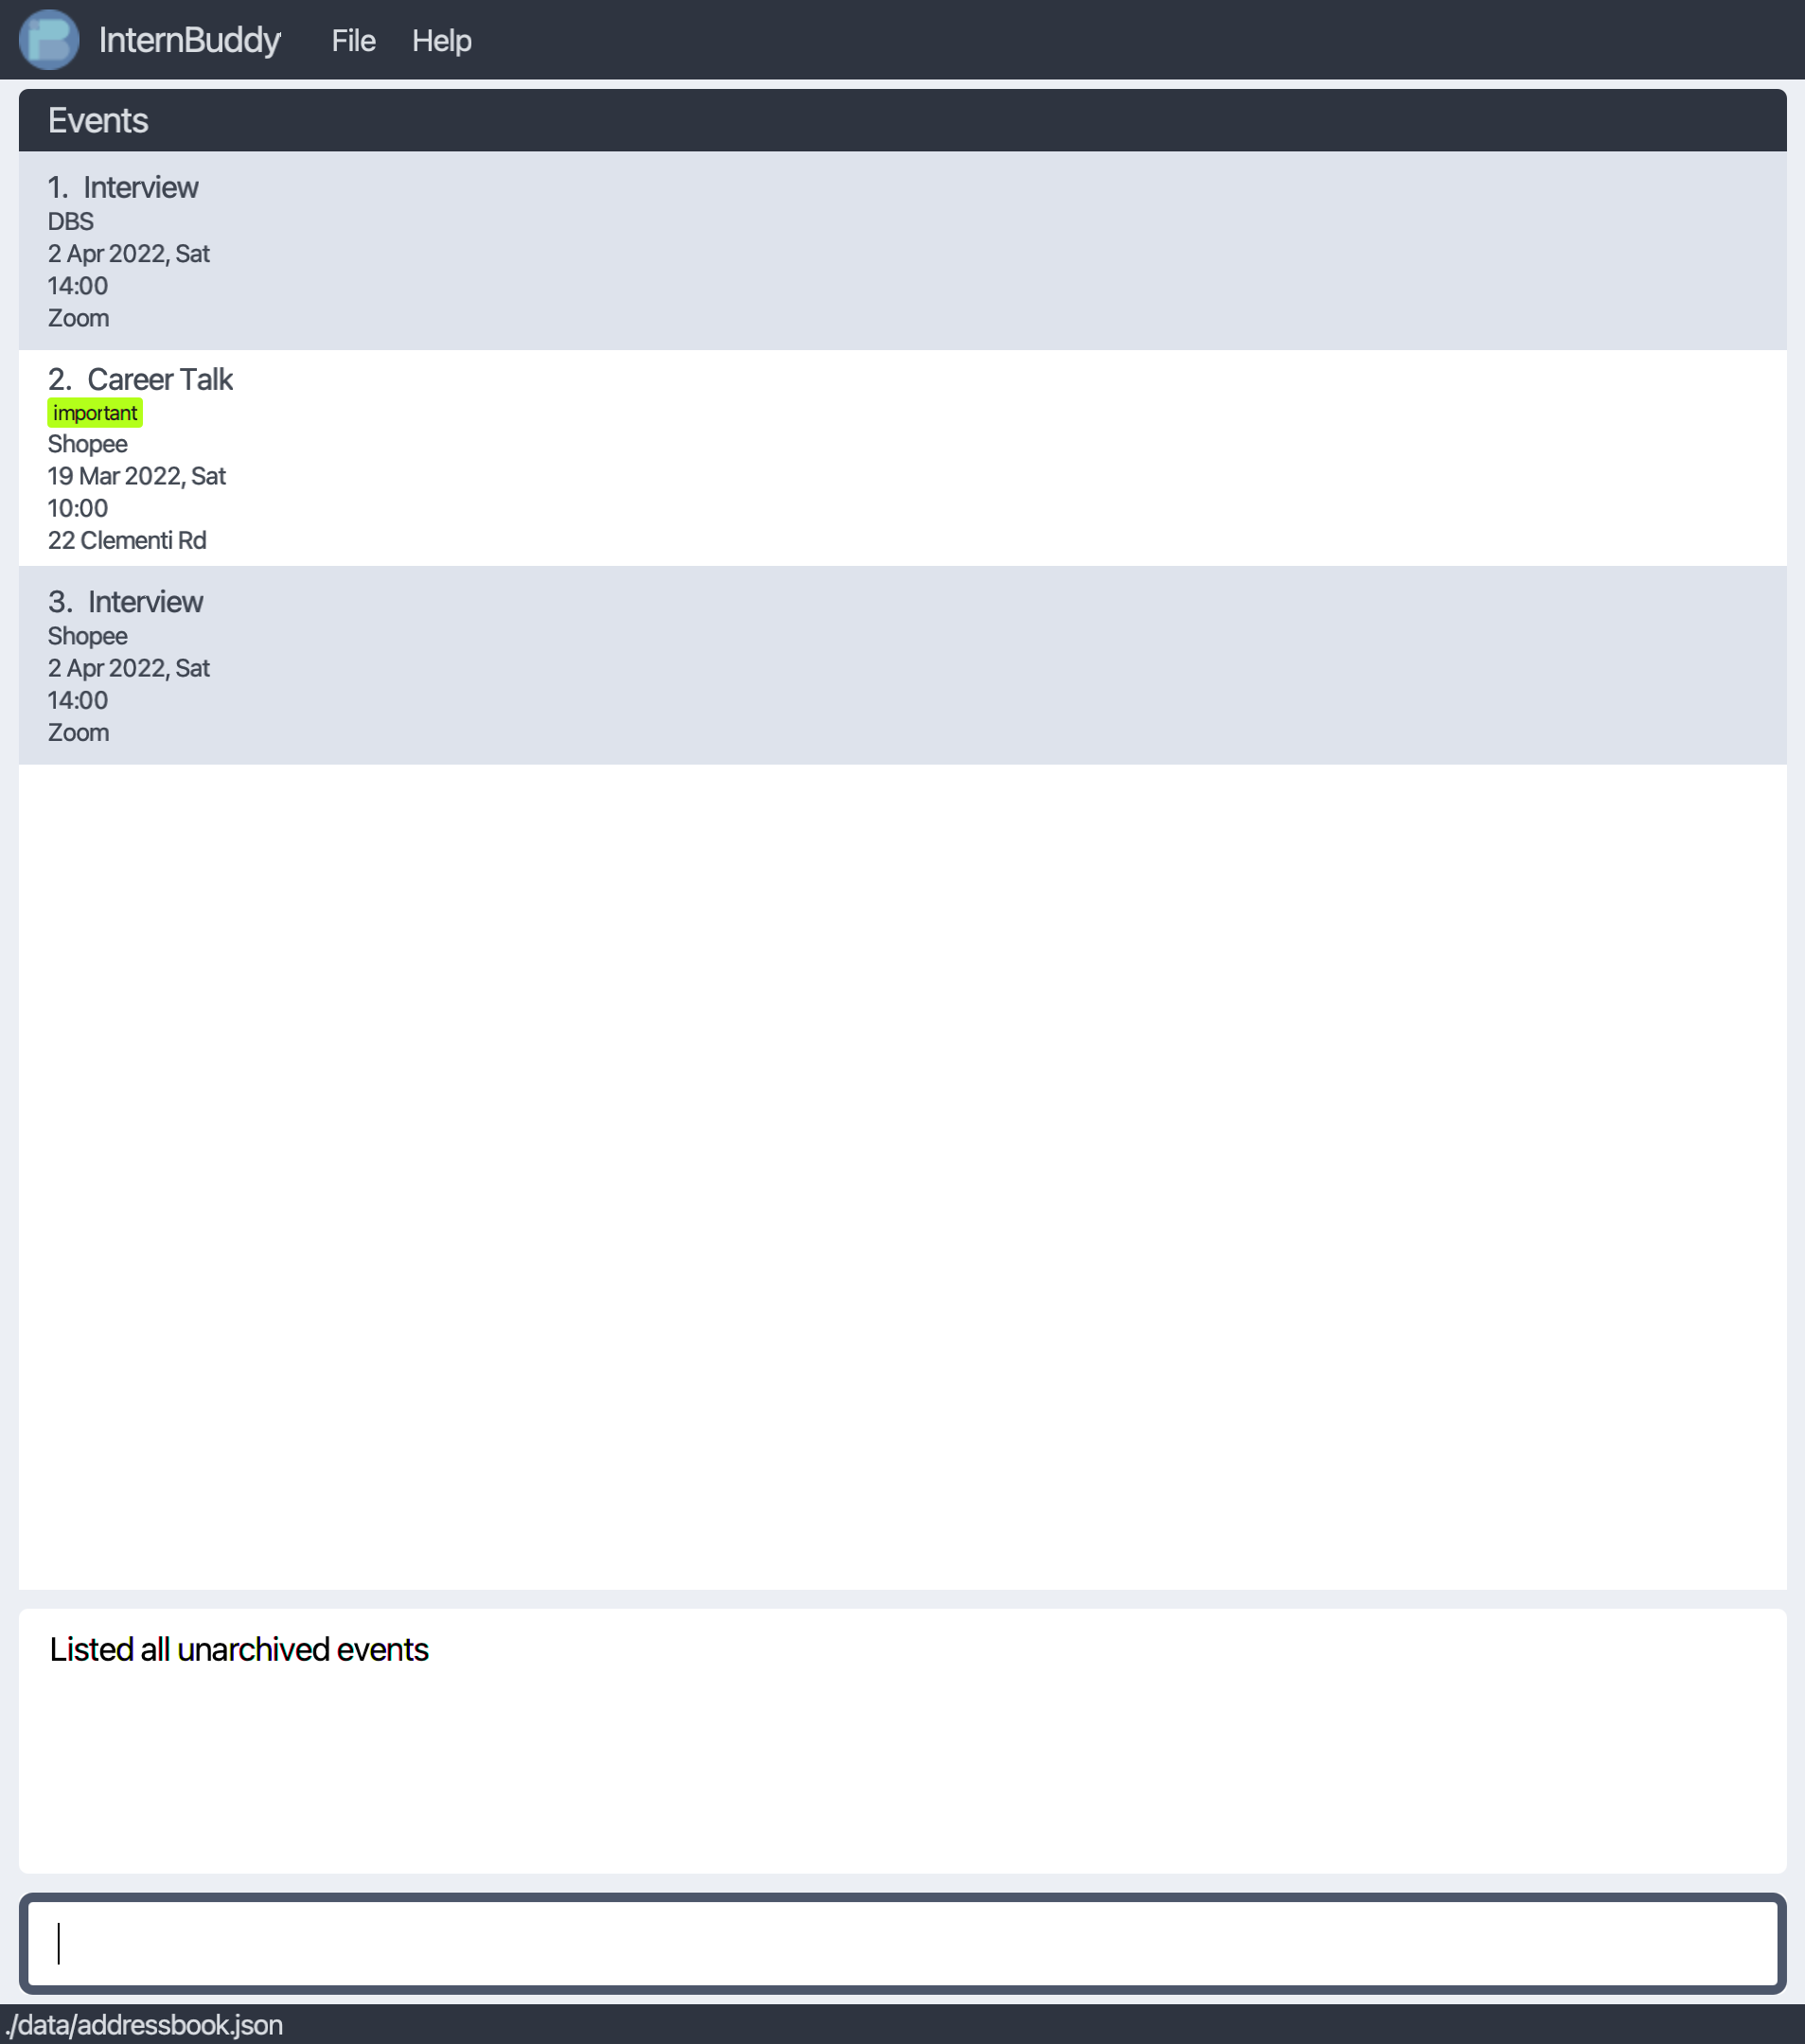 InternBuddy File Help
Events
1. Interview
DBS
2 Apr 2022, Sat
14:00
Zoom
2. Career Talk
important
Shopee
19 Mar 2022, Sat
10:00
22 Clementi Rd
3. Interview
Shopee
2 Apr 2022, Sat
14:00
Zoom
Listed all unarchived events
./data/addressbook.json